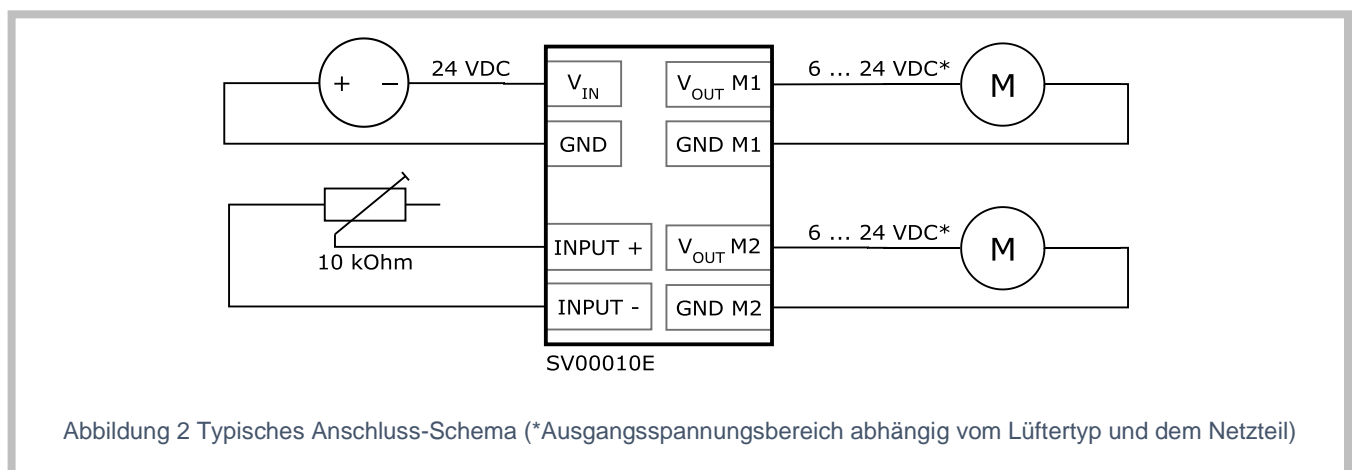 + − 24 VDC
V_IN
GND
10 kOhm
INPUT +
INPUT -
V_OUT M1
GND M1
V_OUT M2
GND M2
6 ... 24 VDC*
M
6 ... 24 VDC*
M
SV00010E
Abbildung 2 Typisches Anschluss-Schema (*Ausgangsspannungsbereich abhängig vom Lüftertyp und dem Netzteil)